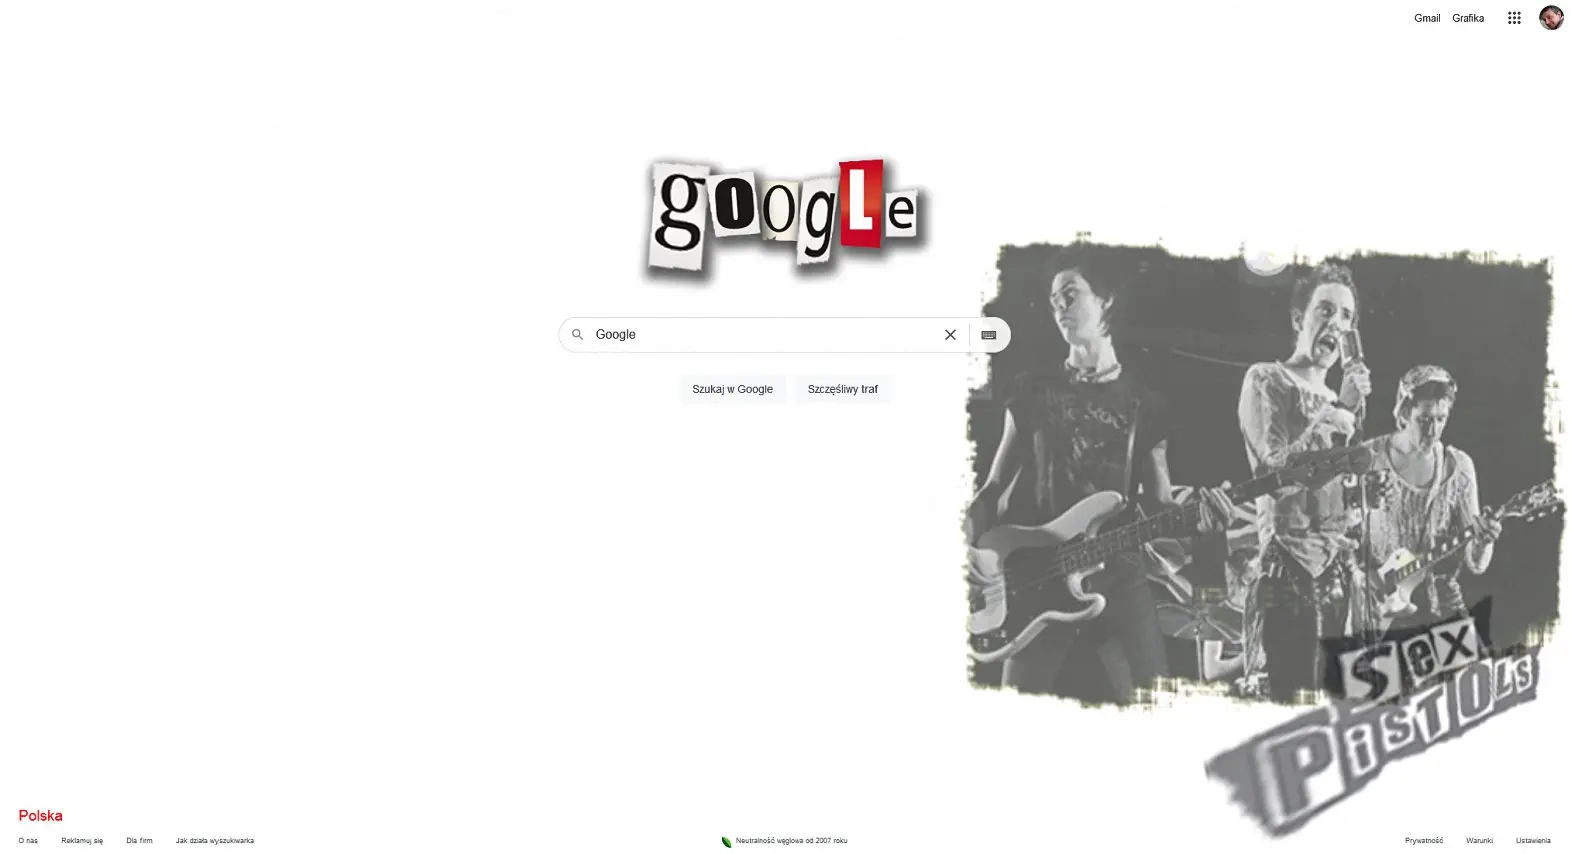 Gmail Grafika
google
Google
Szukaj w Google Szczęśliwy traf
SEX
PISTOLS
Polska
O nas Reklamuj się Dla firm Jak działa wyszukiwarka Neutralność węglowa od 2007 roku Prywatność Warunki Ustawienia